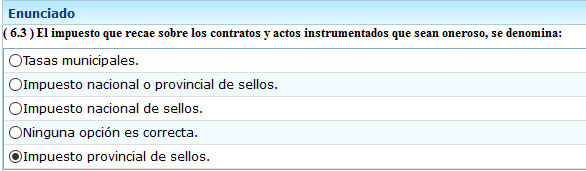 Enunciado
( 6.3 ) El impuesto que recae sobre los contratos y actos instrumentados que sean oneroso, se denomina:
Tasas municipales.
Impuesto nacional o provincial de sellos.
Impuesto nacional de sellos.
Ninguna opción es correcta.
Impuesto provincial de sellos.